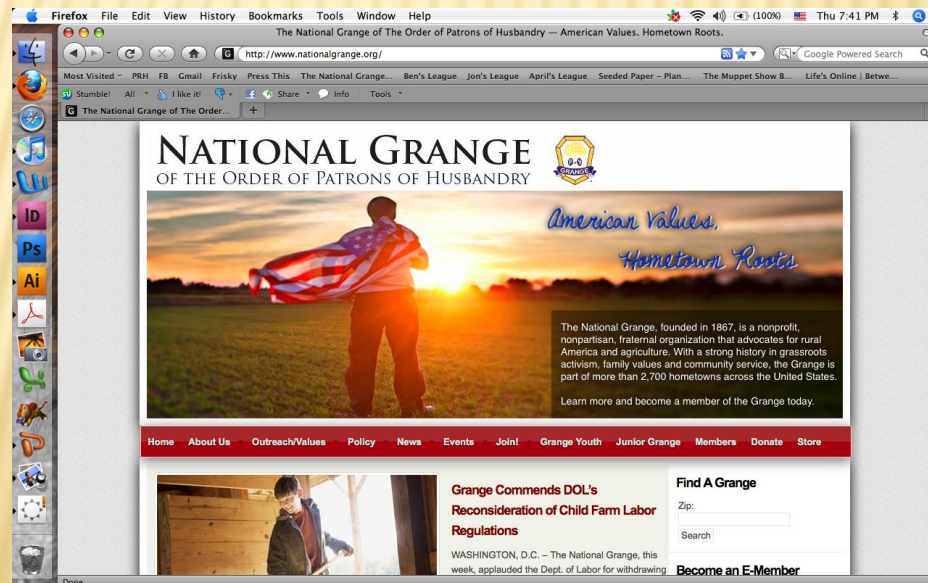 Firefox File Edit View History Bookmarks Tools Window Help (100%) Thu 7:41 PM
The National Grange of The Order of Patrons of Husbandry — American Values. Hometown Roots.
G http://www.nationalgrange.org/ Google Powered Search
Most Visited PRH FB Gmail Frisky Press This The National Grange... Ben's League Jon's League April's League Seeded Paper – Plan... The Muppet Show B... Life's Online | Betwe...
Stumble! All I like it! Share Info Tools
G The National Grange of The Order... +
ID
Ps
Ai
NATIONAL GRANGE
OF THE ORDER OF PATRONS OF HUSBANDRY
GRANGE
American Values,
Hometown Roots
The National Grange, founded in 1867, is a nonprofit,
nonpartisan, fraternal organization that advocates for rural
America and agriculture. With a strong history in grassroots
activism, family values and community service, the Grange is
part of more than 2,700 hometowns across the United States.
Learn more and become a member of the Grange today.
Home About Us Outreach/Values Policy News Events Join! Grange Youth Junior Grange Members Donate Store
Grange Commends DOL's
Reconsideration of Child Farm Labor
Regulations
WASHINGTON, D.C. – The National Grange, this
week, applauded the Dept. of Labor for withdrawing
Find A Grange
Zip:
Search
Become an E-Member
Done